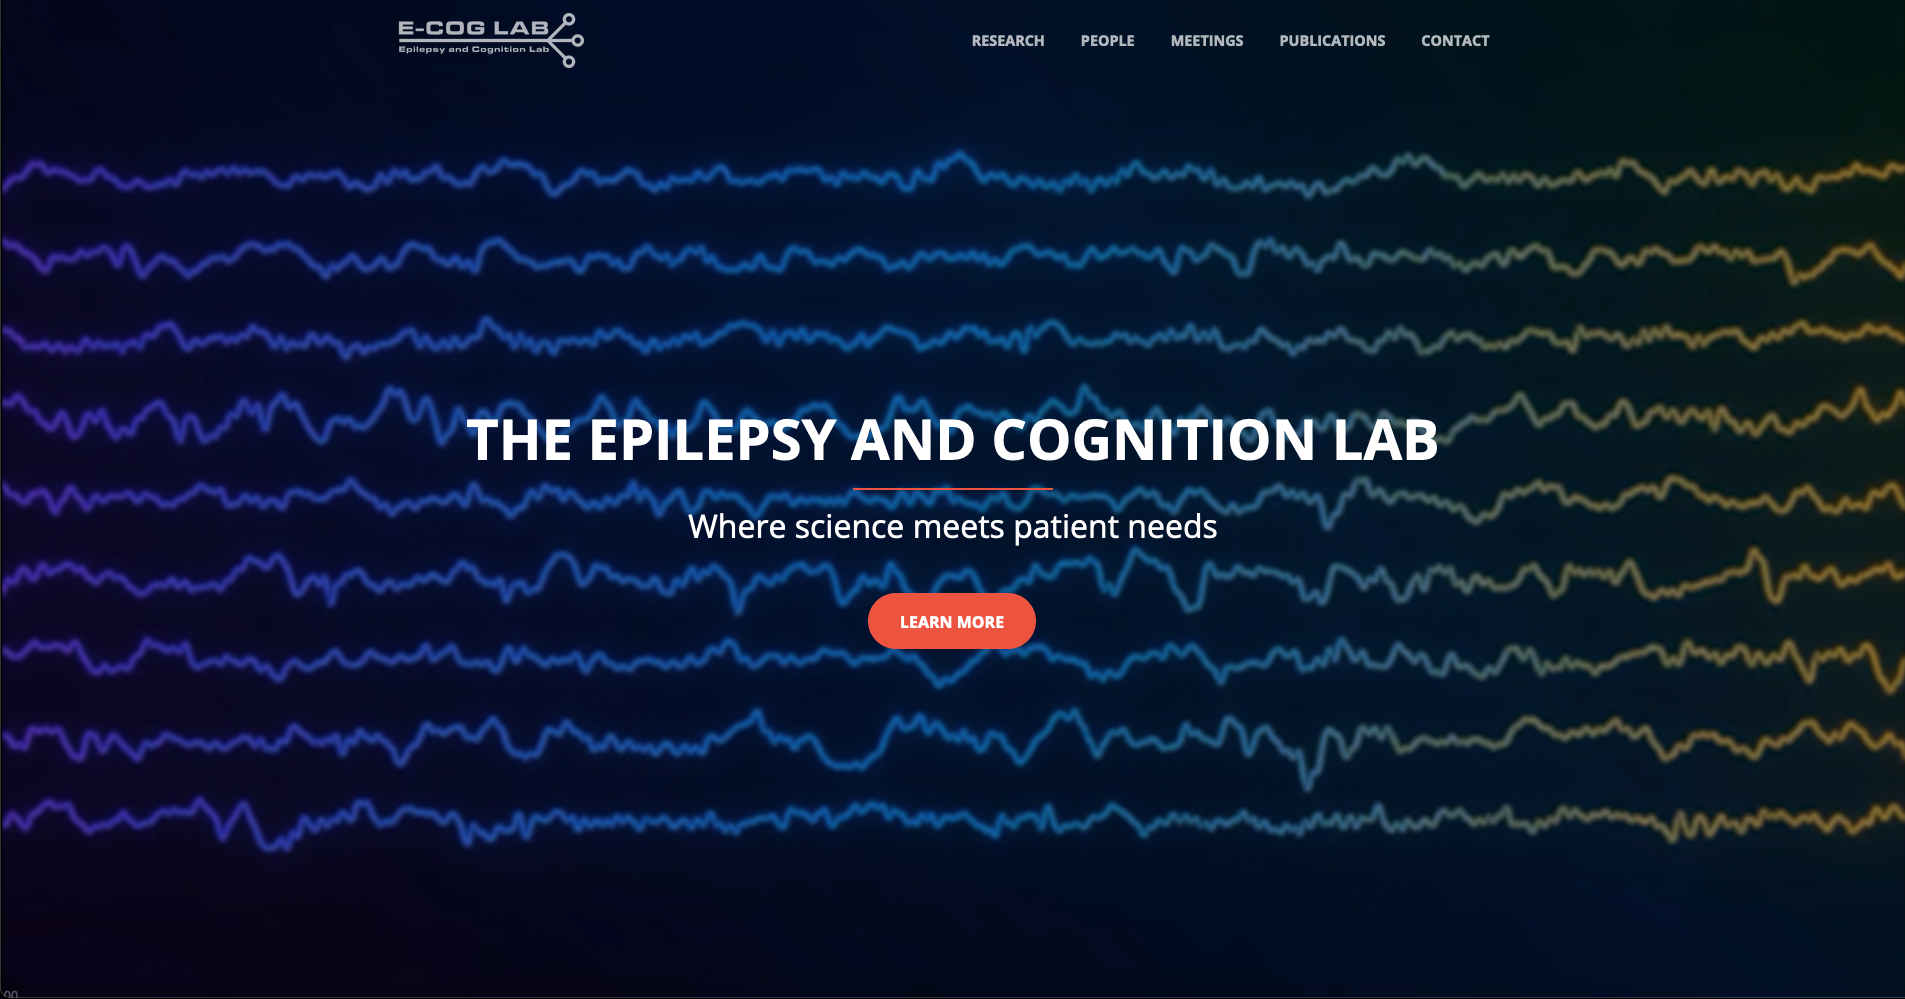 E-COG LAB
Epilepsy and Cognition Lab
RESEARCH PEOPLE MEETINGS PUBLICATIONS CONTACT
THE EPILEPSY AND COGNITION LAB
Where science meets patient needs
LEARN MORE